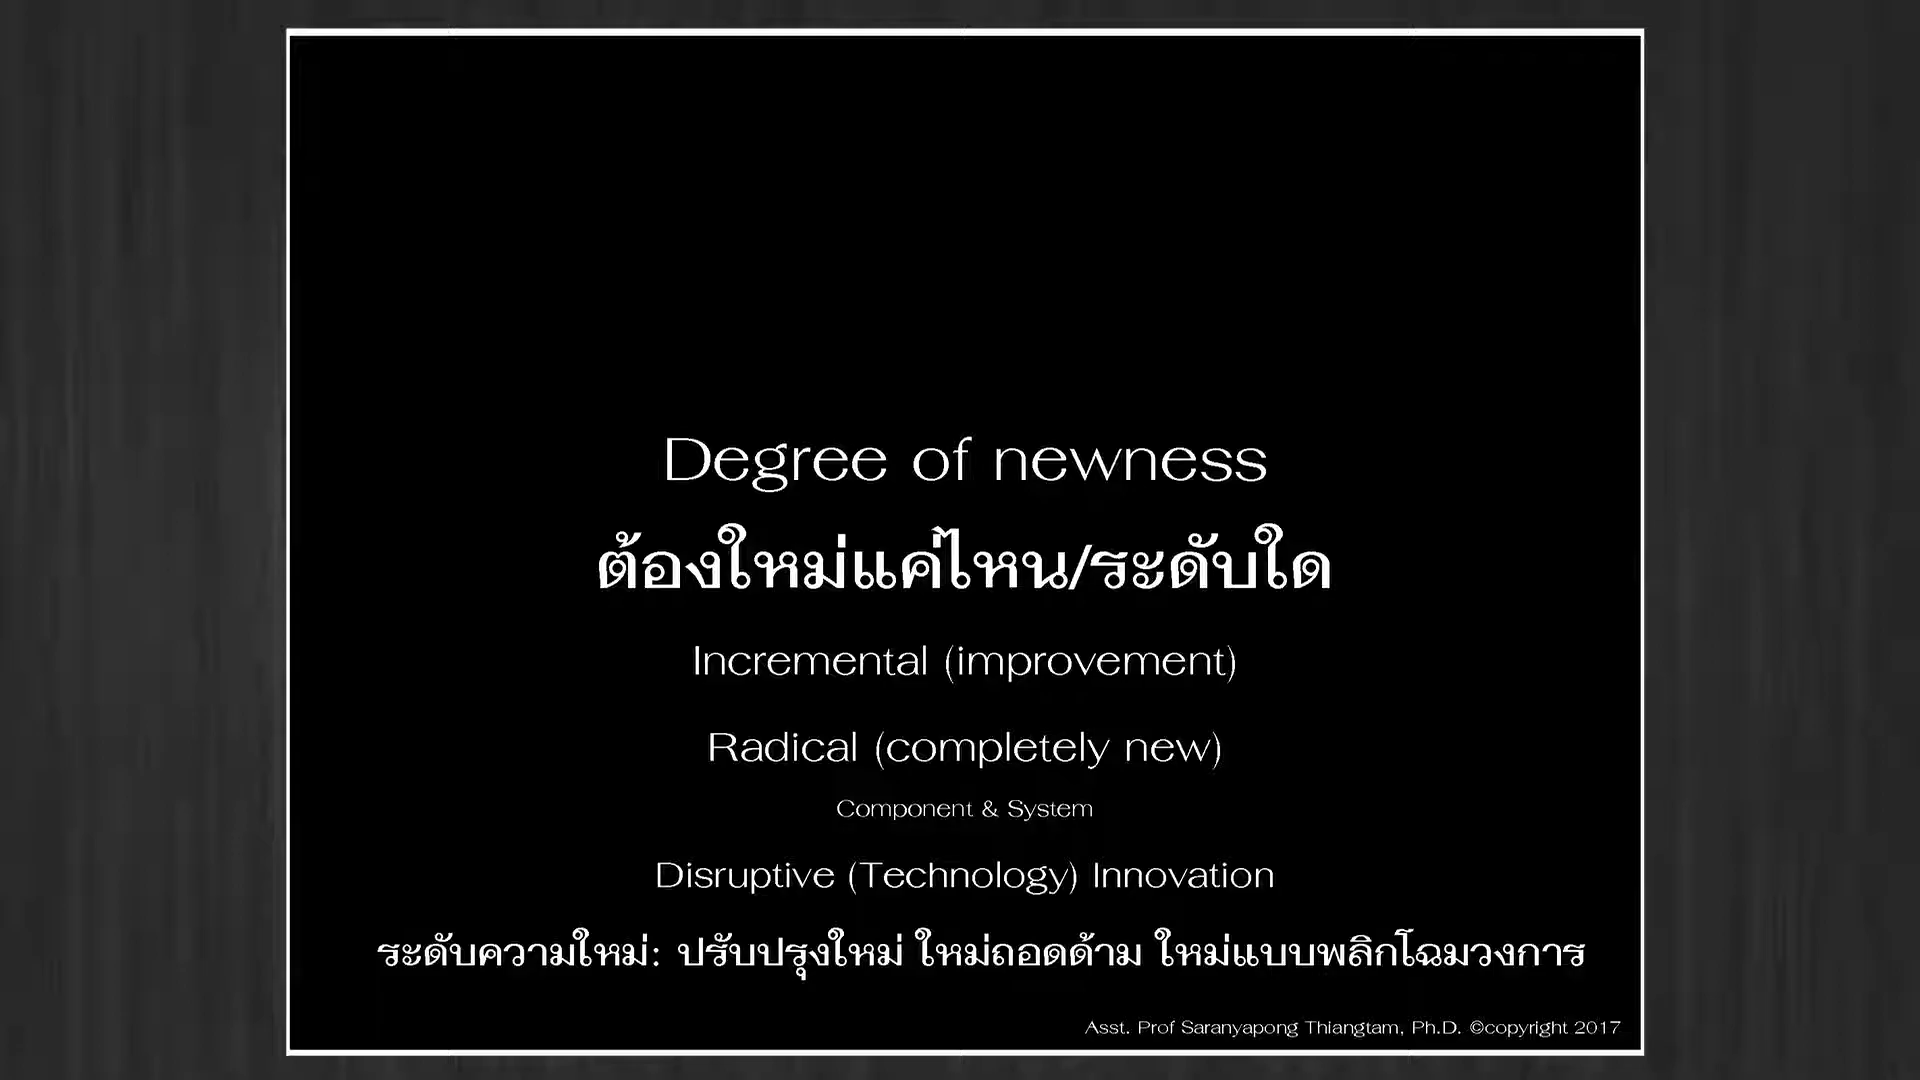 Degree of newness
ต้องใหม่แค่ไหน/ระดับใด
Incremental (improvement)
Radical (completely new)
Component & System
Disruptive (Technology) Innovation
ระดับความใหม่: ปรับปรุงใหม่ ใหม่ถอดด้าม ใหม่แบบพลิกโฉมวงการ
Asst. Prof Saranyapong Thiangtam, Ph.D. ©copyright 2017